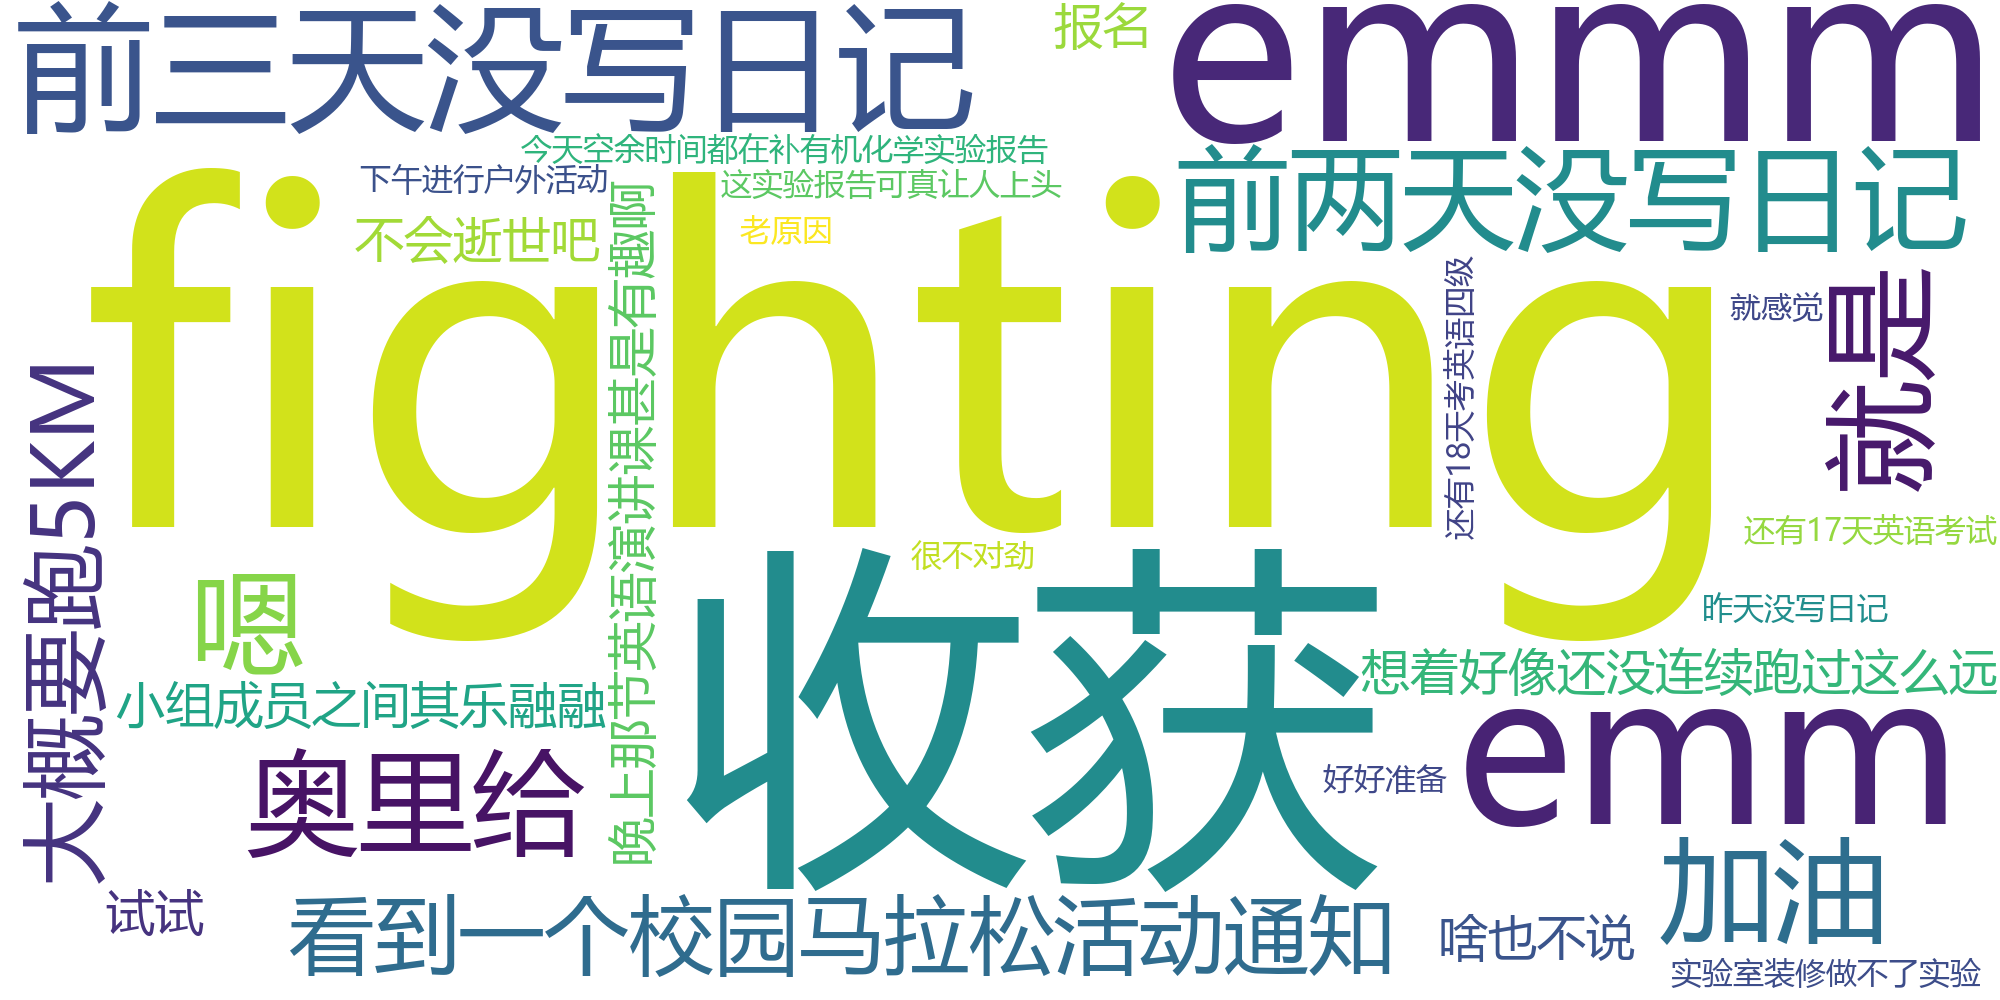 前三天没写日记
报名
emmm
今天空余时间都在补有机化学实验报告
前两天没写日记
下午进行户外活动
这实验报告可真让人上头
不会逝世吧
老原因
fighting
晚上那节英语演讲课甚是有趣啊
还有18天考英语四级
就感觉
就是
大概要跑5KM
还有17天英语考试
很不对劲
嗯
收获
昨天没写日记
想着好像还没连续跑过这么远
小组成员之间其乐融融
emm
奥里给
好好准备
加油
试试
看到一个校园马拉松活动通知
啥也不说
实验室装修做不了实验